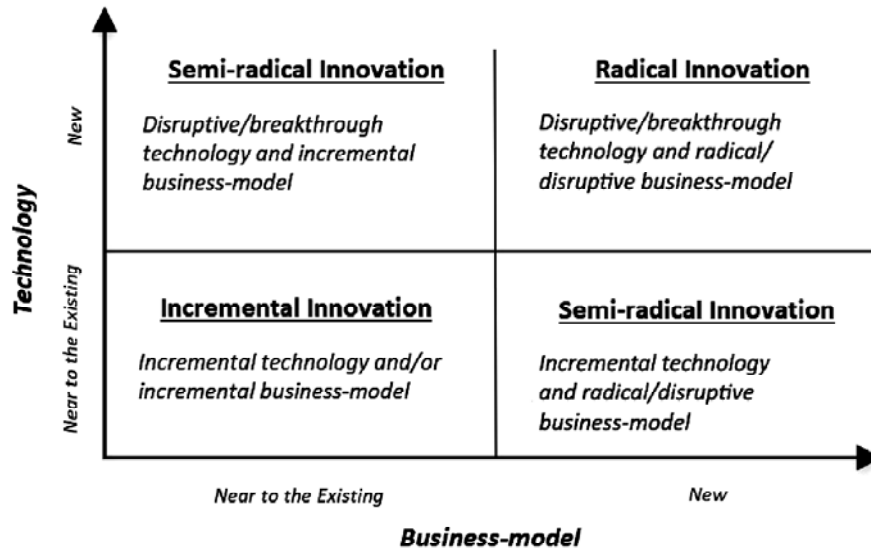 Semi-radical Innovation
Disruptive/breakthrough
technology and incremental
business-model
Radical Innovation
Disruptive/breakthrough
technology and radical/
disruptive business-model
New
Technology
Near to the Existing
Incremental Innovation
Incremental technology and/or
incremental business-model
Semi-radical Innovation
Incremental technology
and radical/disruptive
business-model
Near to the Existing
New
Business-model